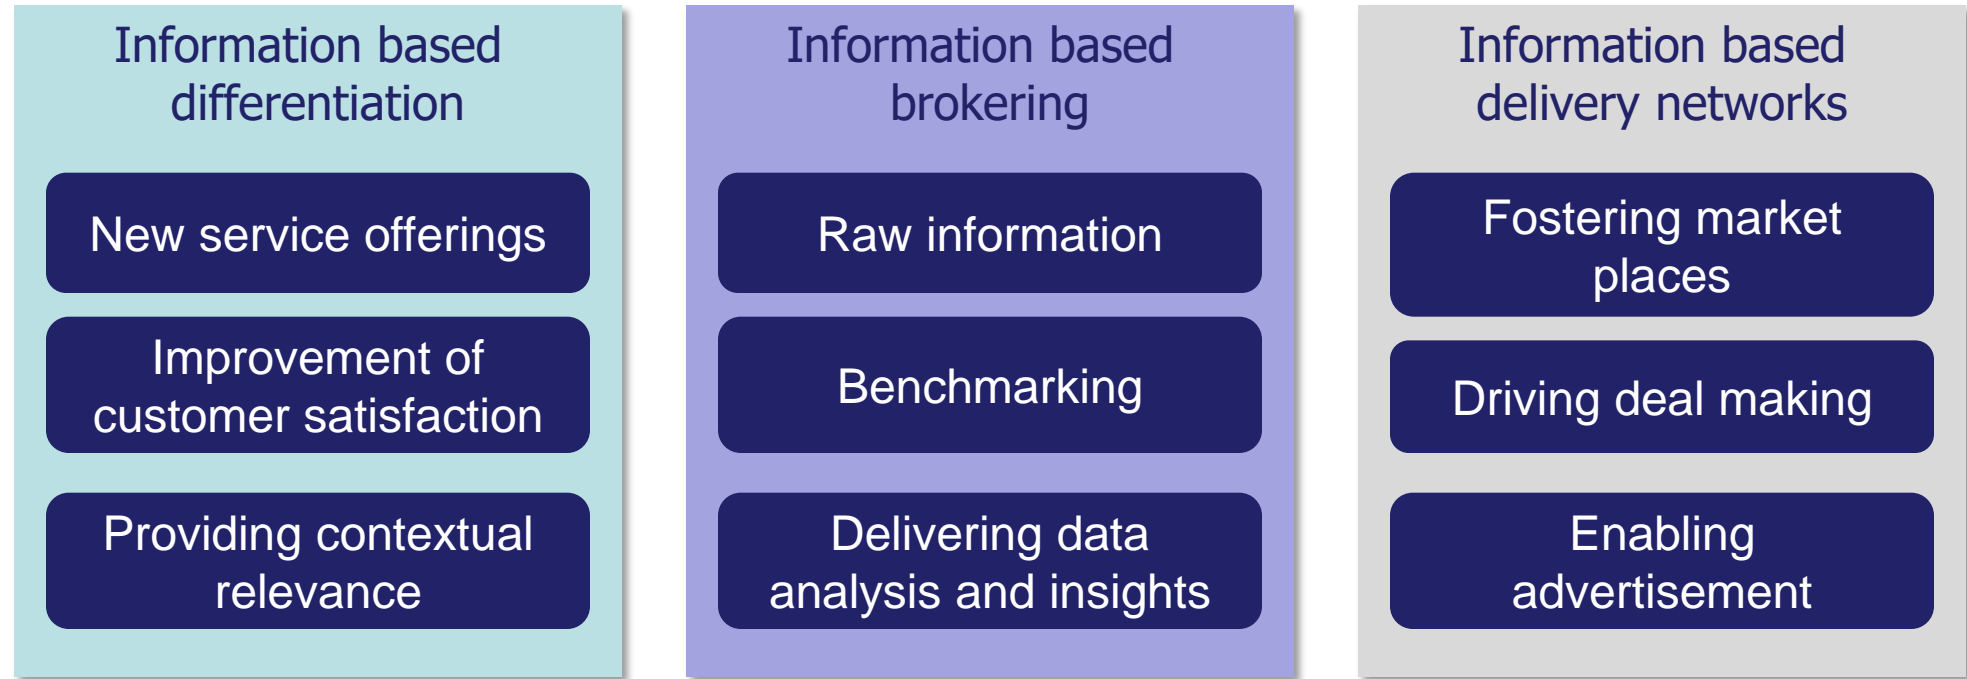 Information based
differentiation
New service offerings
Improvement of
customer satisfaction
Providing contextual
relevance
Information based
brokering
Raw information
Benchmarking
Delivering data
analysis and insights
Information based
delivery networks
Fostering market
places
Driving deal making
Enabling
advertisement